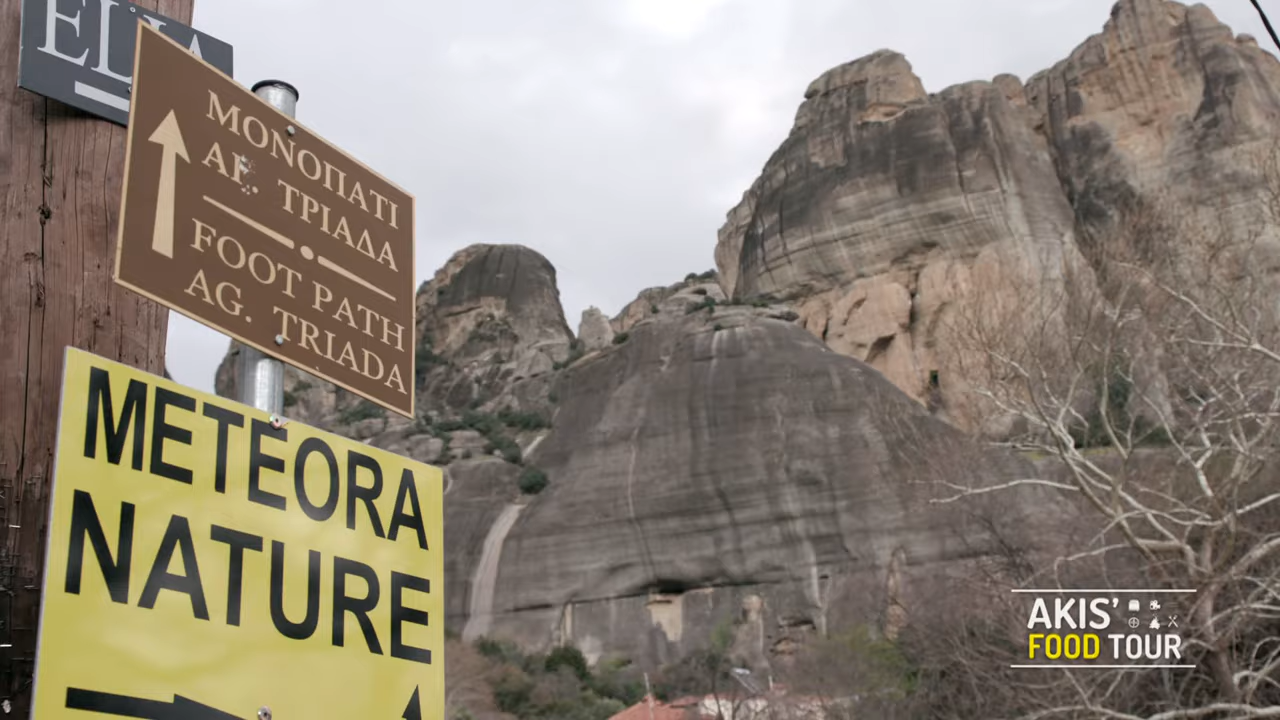 ΜΟΝΟΠΑΤΙ
ΑΓ. ΤΡΙΑΔΑ
FOOT PATH
AG. TRIADA
METEORA
NATURE
AKIS'
FOOD TOUR